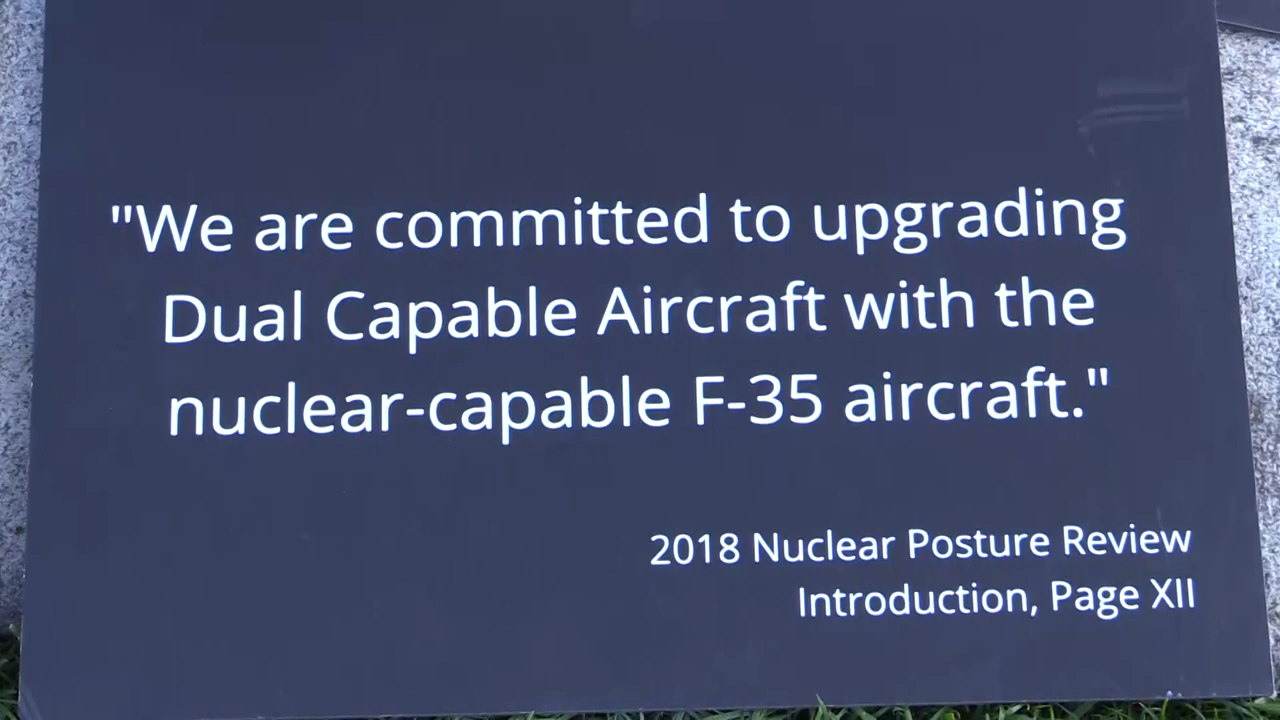 "We are committed to upgrading
Dual Capable Aircraft with the
nuclear-capable F-35 aircraft."
2018 Nuclear Posture Review
Introduction, Page XII